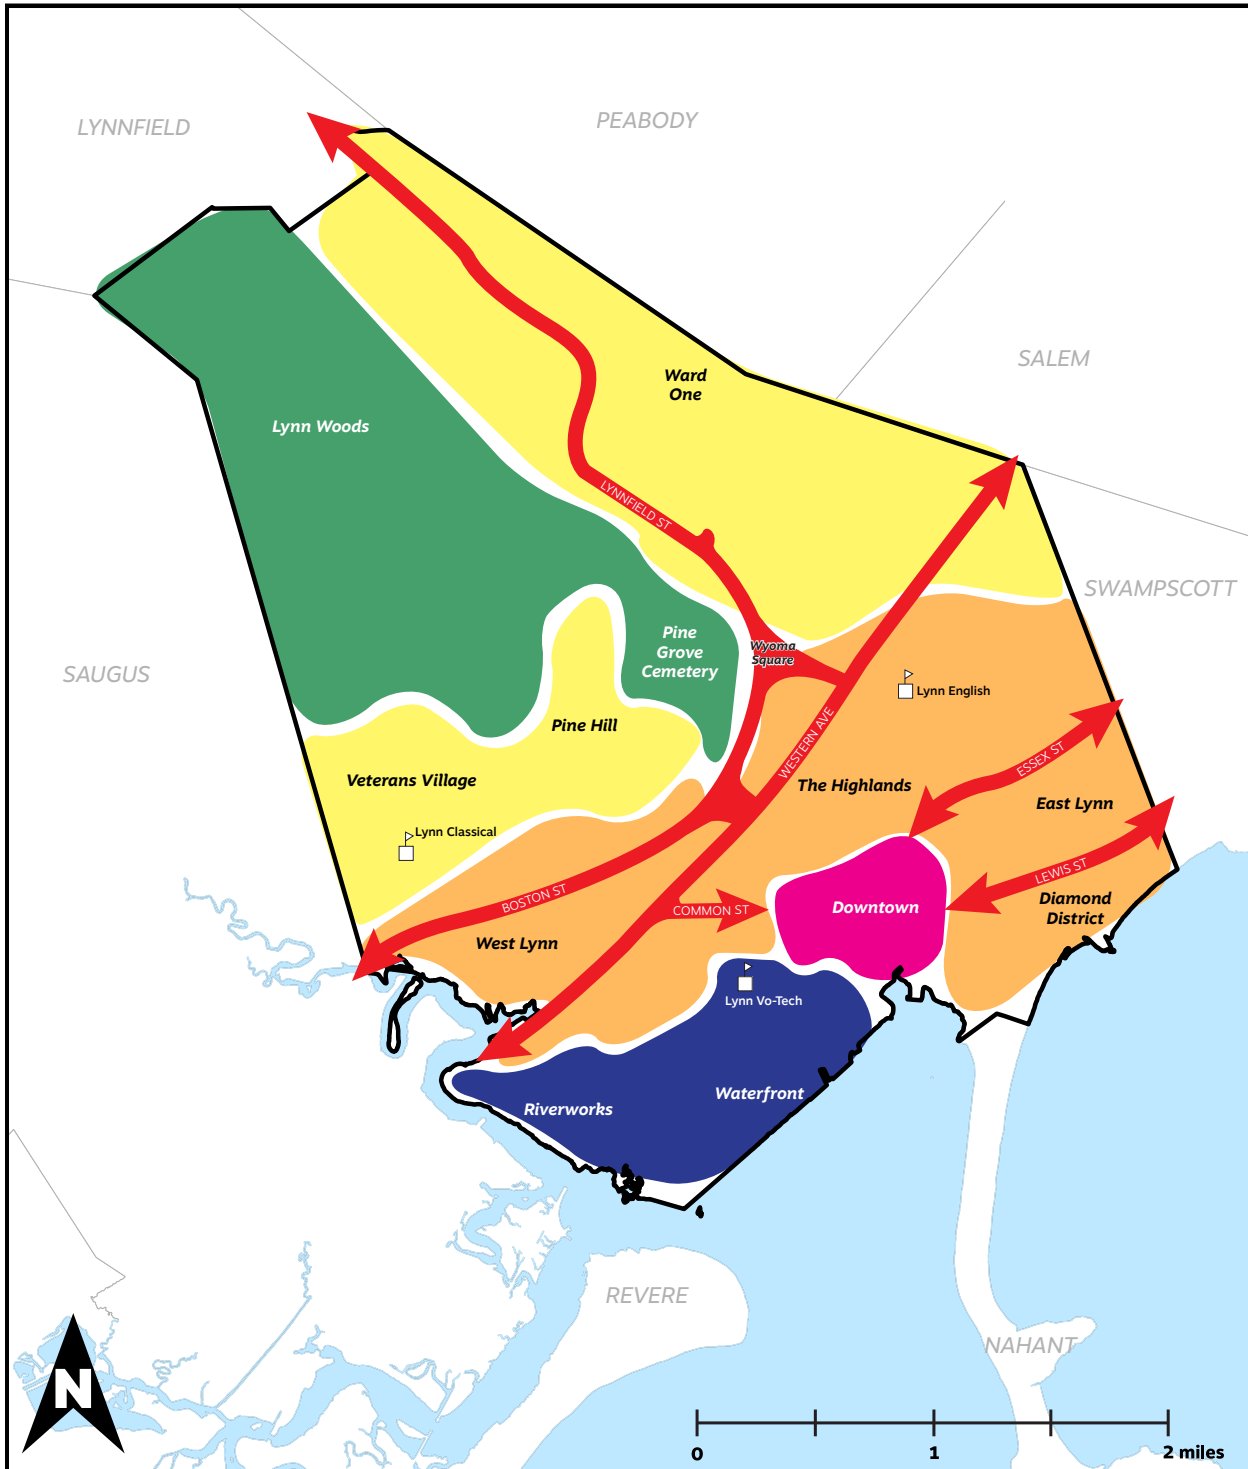 LYNNFIELD
PEABODY
SALEM
Ward
One
Lynn Woods
LYNNFIELD ST
SWAMPSCOTT
Pine
Grove
Cemetery
Wyoma
Square
SAUGUS
Lynn English
Pine Hill
WESTERN AVE
ESSEX ST
Veterans Village
The Highlands
East Lynn
Lynn Classical
LEWIS ST
BOSTON ST
Diamond
District
COMMON ST
Downtown
West Lynn
Lynn Vo-Tech
Waterfront
Riverworks
REVERE
NAHANT
N
0
1
2 miles